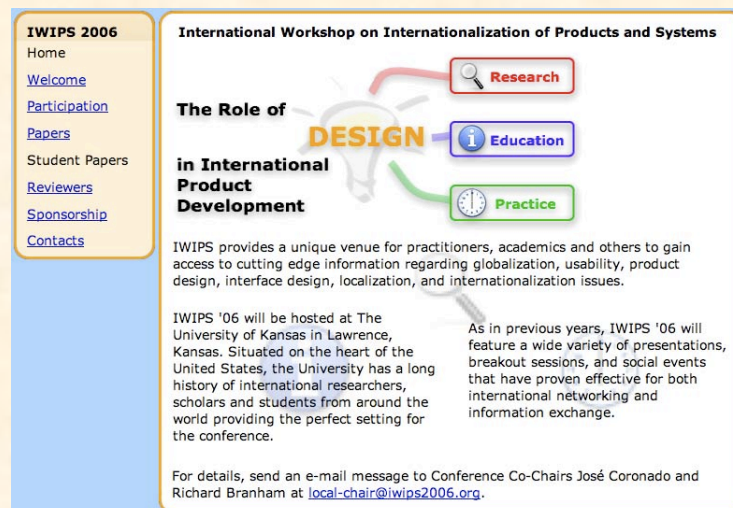 IWIPS 2006
Home
Welcome
Participation
Papers
Student Papers
Reviewers
Sponsorship
Contacts
International Workshop on Internationalization of Products and Systems
The Role of
DESIGN
in International
Product
Development
Research
Education
Practice
IWIPS provides a unique venue for practitioners, academics and others to gain
access to cutting edge information regarding globalization, usability, product
design, interface design, localization, and internationalization issues.
IWIPS '06 will be hosted at The
University of Kansas in Lawrence,
Kansas. Situated on the heart of the
United States, the University has a long
history of international researchers,
scholars and students from around the
world providing the perfect setting for
the conference.
As in previous years, IWIPS '06 will
feature a wide variety of presentations,
breakout sessions, and social events
that have proven effective for both
international networking and
information exchange.
For details, send an e-mail message to Conference Co-Chairs José Coronado and
Richard Branham at local-chair@iwips2006.org.